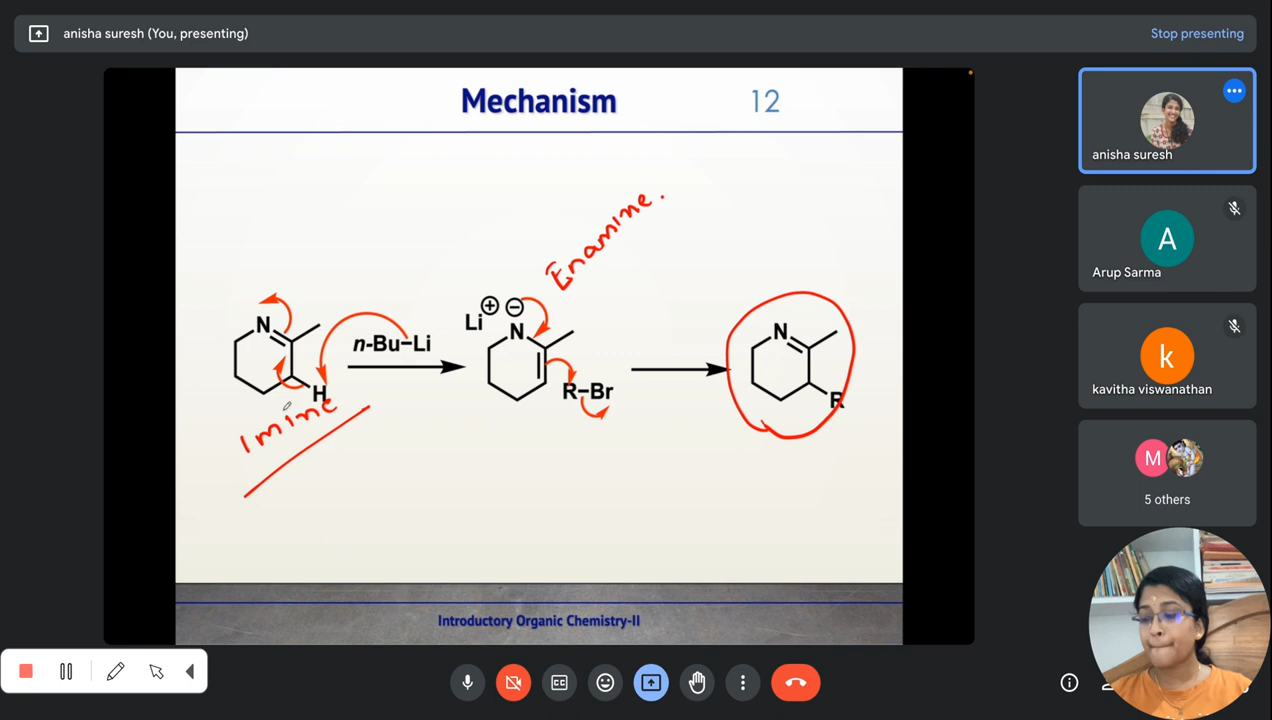 anisha suresh (You, presenting)
Stop presenting
Mechanism
12
Enamine.
N
H
Imine
n-Bu-Li
Li
+
-
N
R-Br
N
R
Introductory Organic Chemistry-II
anisha suresh
A
Arup Sarma
k
kavitha viswanathan
M
5 others
CC